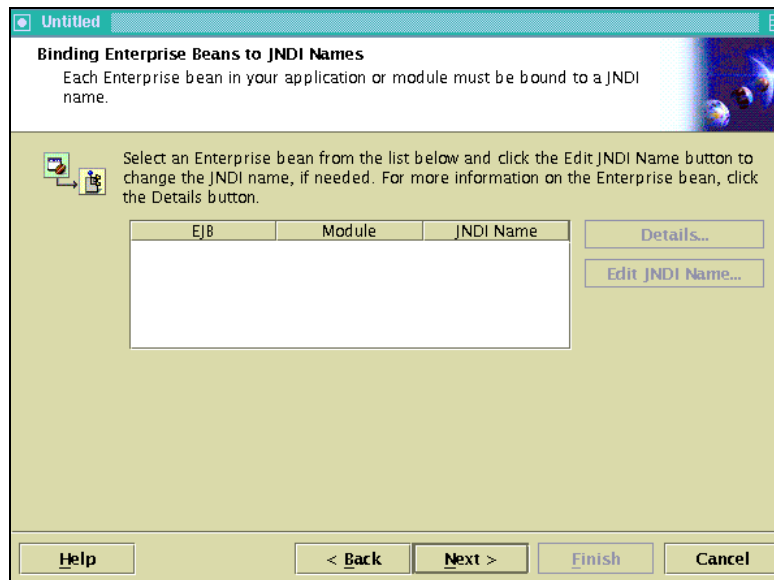 Untitled
Binding Enterprise Beans to JNDI Names
Each Enterprise bean in your application or module must be bound to a JNDI
name.
Select an Enterprise bean from the list below and click the Edit JNDI Name button to
change the JNDI name, if needed. For more information on the Enterprise bean, click
the Details button.
EJB Module JNDI Name
Details...
Edit JNDI Name...
Help < Back Next > Finish Cancel